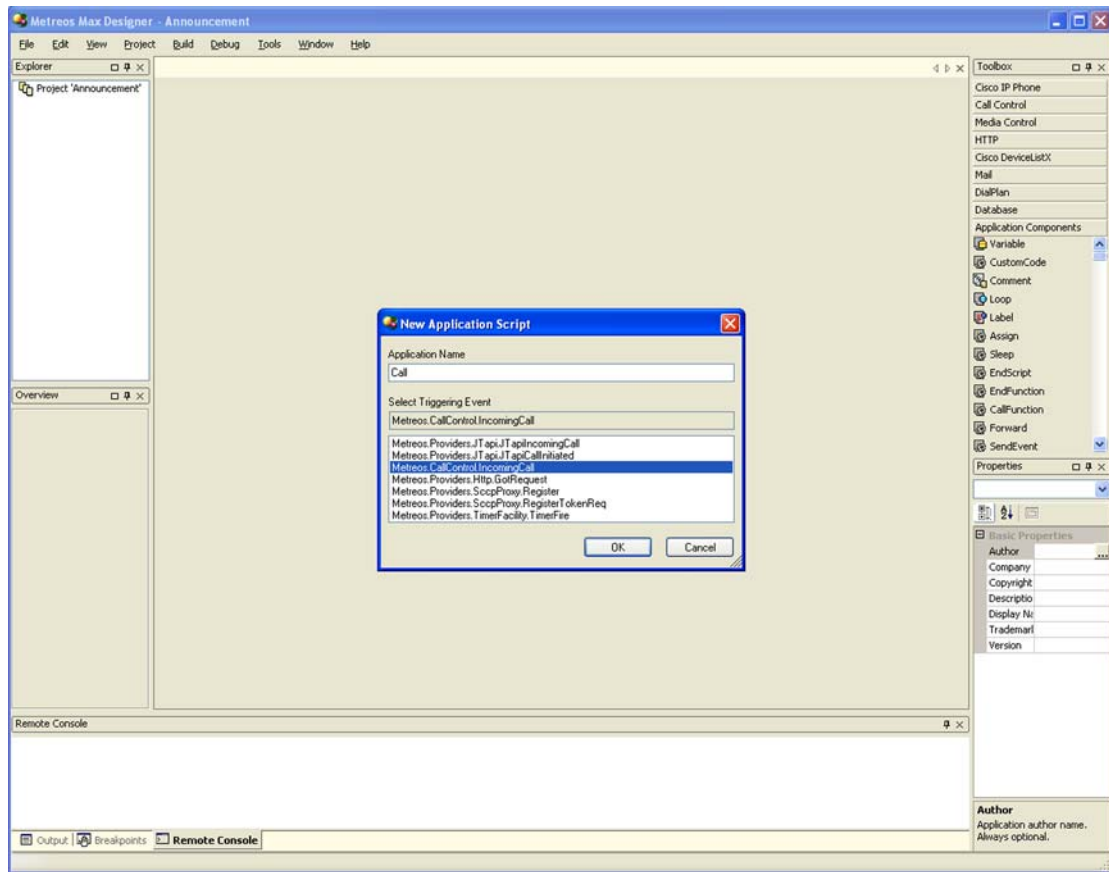 Metreos Max Designer - Announcement
File Edit View Project Build Debug Tools Window Help
Explorer
Project 'Announcement'
Overview
New Application Script
Application Name
Call
Select Triggering Event
Metreos.CallControl.IncomingCall
Metreos.Providers.JTapi.JTapiIncomingCall
Metreos.Providers.JTapi.JTapiCallInitiated
Metreos.CallControl.IncomingCall
Metreos.Providers.Http.GotRequest
Metreos.Providers.SccpProxy.Register
Metreos.Providers.SccpProxy.RegisterTokenReq
Metreos.Providers.TimerFacility.TimerFire
OK Cancel
Toolbox
Cisco IP Phone
Call Control
Media Control
HTTP
Cisco DeviceListX
Mail
DialPlan
Database
Application Components
Variable
CustomCode
Comment
Loop
Label
Assign
Sleep
EndScript
EndFunction
CallFunction
Forward
SendEvent
Properties
Basic Properties
Author ...
Company
Copyright
Descriptio
Display Na
Trademarl
Version
Author
Application author name.
Always optional.
Remote Console
Output Breakpoints Remote Console